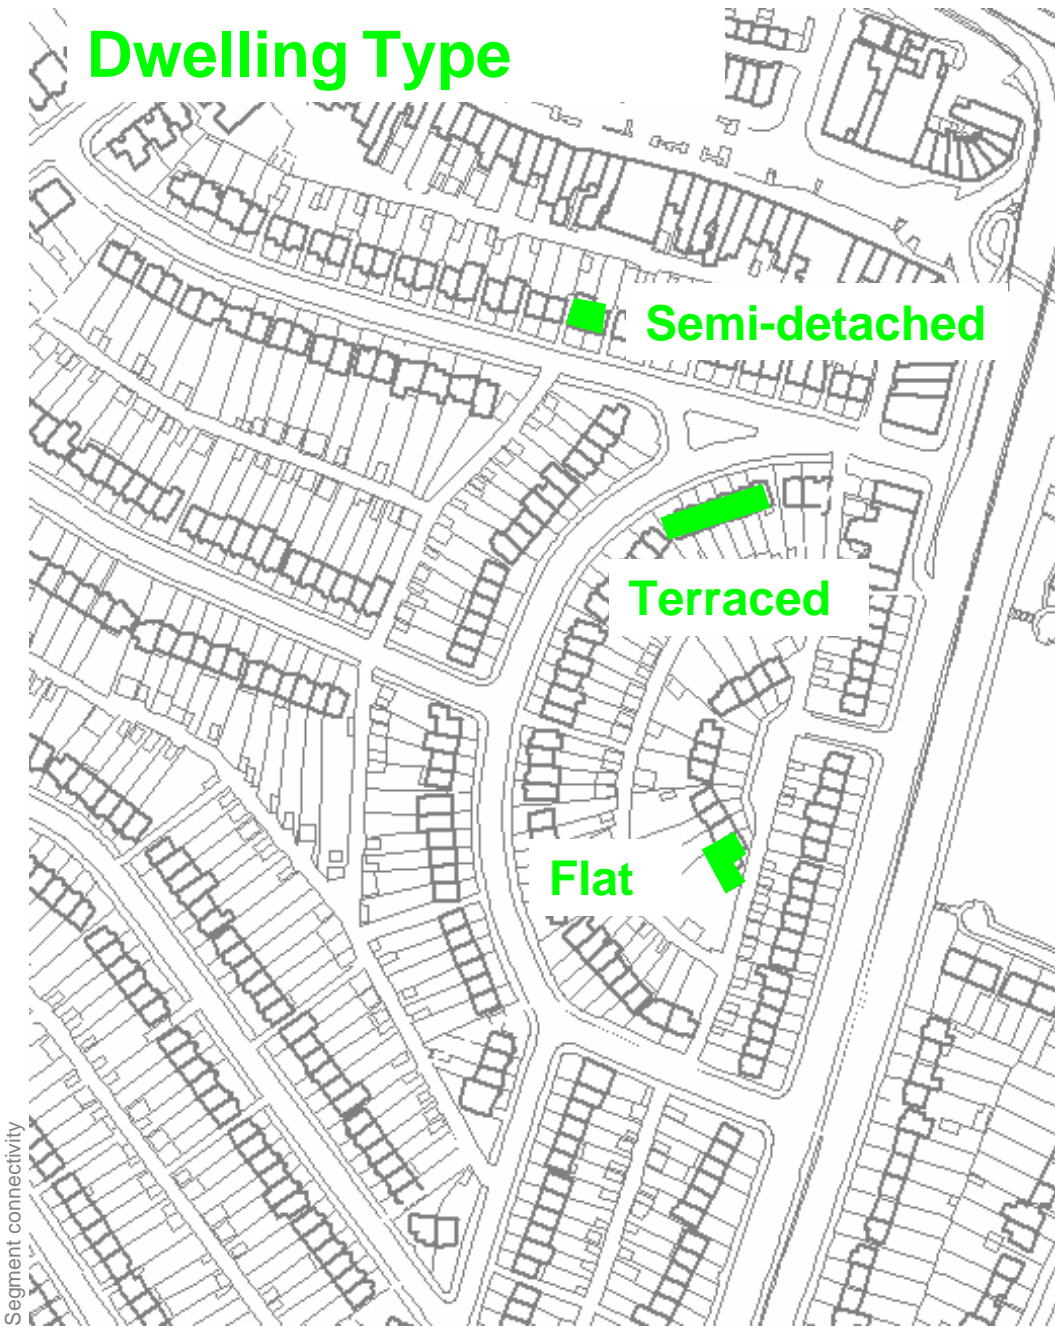 Dwelling Type
Semi-detached
Terraced
Flat
Segment connectivity